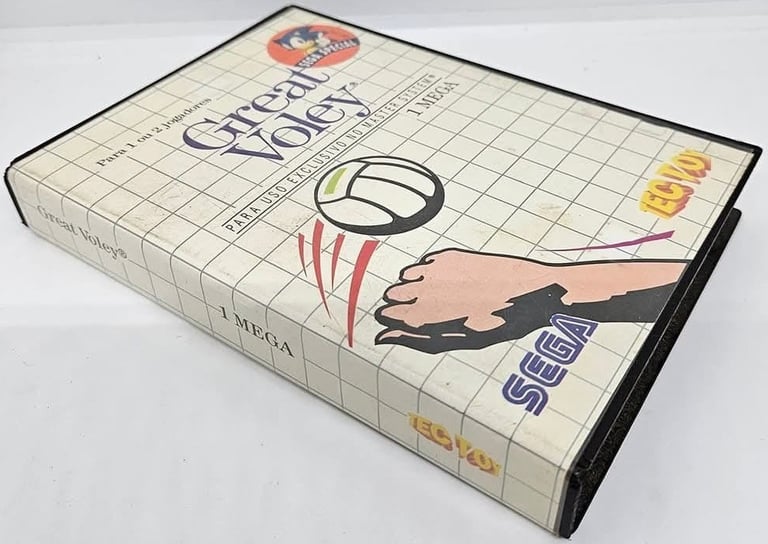 SEGA SPECIAL
Para 1 ou 2 jogadores
Great
Voley®
PARA USO EXCLUSIVO NO MASTER SYSTEM®
1 MEGA
TEC TOY
SEGA
Great Voley®
1 MEGA
TEC TOY